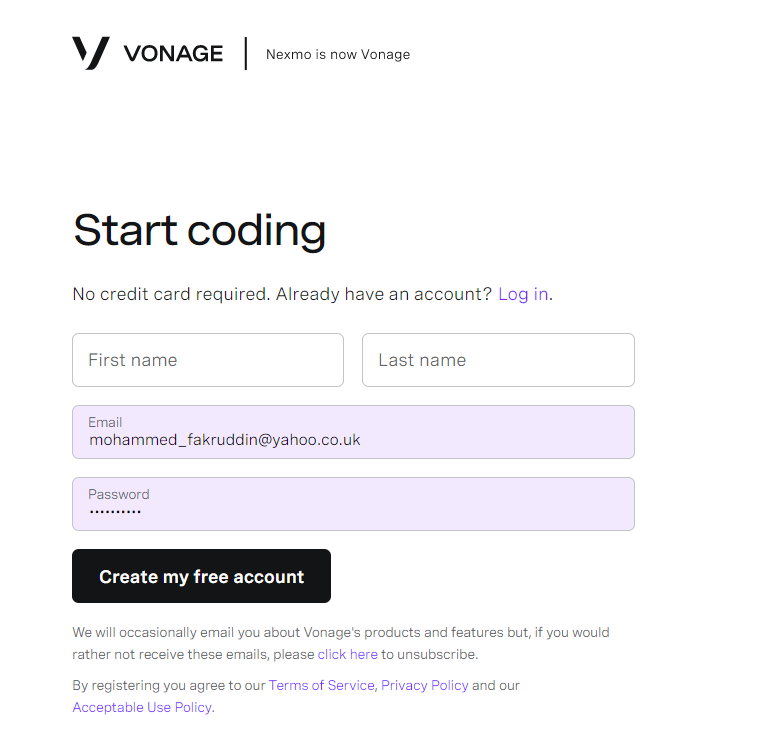 VONAGE
Nexmo is now Vonage
Start coding
No credit card required. Already have an account? Log in.
First name
Last name
Email
mohammed_fakruddin@yahoo.co.uk
Password
••••••••••
Create my free account
We will occasionally email you about Vonage's products and features but, if you would
rather not receive these emails, please click here to unsubscribe.
By registering you agree to our Terms of Service, Privacy Policy and our
Acceptable Use Policy.